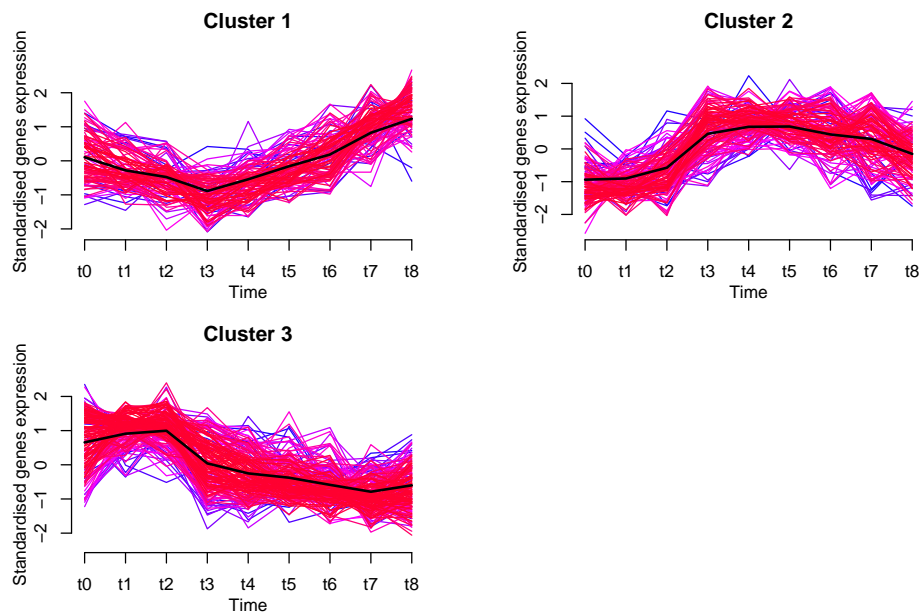 Cluster 1
Standardised genes expression
2
1
0
−1
−2
t0 t1 t2 t3 t4 t5 t6 t7 t8
Time
Cluster 2
Standardised genes expression
2
1
0
−1
−2
t0 t1 t2 t3 t4 t5 t6 t7 t8
Time
Cluster 3
Standardised genes expression
2
1
0
−1
−2
t0 t1 t2 t3 t4 t5 t6 t7 t8
Time